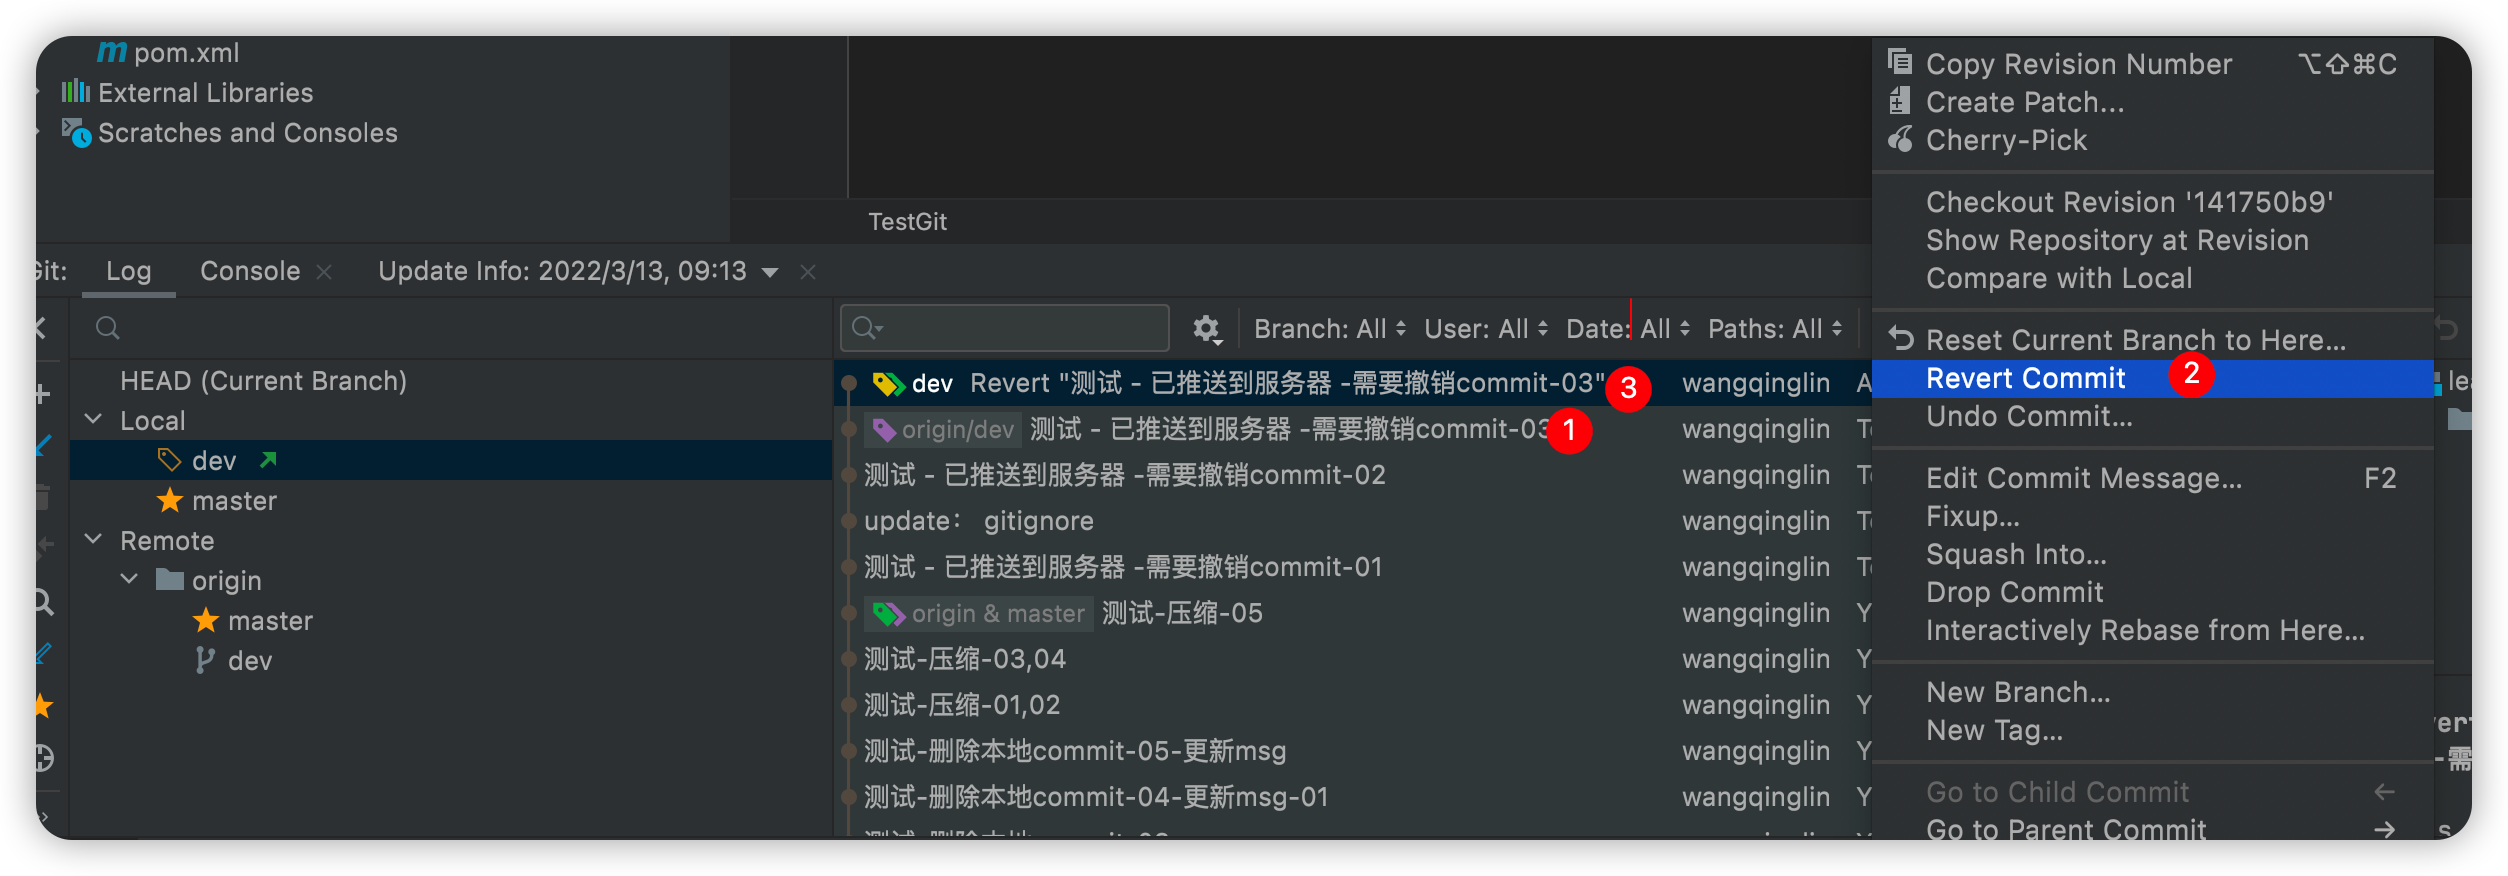 pom.xml
External Libraries
Scratches and Consoles
TestGit
Git:
Log
Console
Update Info: 2022/3/13, 09:13
Branch: All
User: All
Date: All
Paths: All
HEAD (Current Branch)
Local
dev
master
Remote
origin
master
dev
dev Revert "测试 - 已推送到服务器 -需要撤销commit-03" 3 wangqinglin
origin/dev 测试 - 已推送到服务器 -需要撤销commit-03 1 wangqinglin
测试 - 已推送到服务器 -需要撤销commit-02 wangqinglin
update： gitignore wangqinglin
测试 - 已推送到服务器 -需要撤销commit-01 wangqinglin
origin & master 测试-压缩-05 wangqinglin
测试-压缩-03,04 wangqinglin
测试-压缩-01,02 wangqinglin
测试-删除本地commit-05-更新msg wangqinglin
测试-删除本地commit-04-更新msg-01 wangqinglin
Copy Revision Number ⌥⇧⌘C
Create Patch...
Cherry-Pick
Checkout Revision '141750b9'
Show Repository at Revision
Compare with Local
Reset Current Branch to Here...
Revert Commit 2
Undo Commit...
Edit Commit Message... F2
Fixup...
Squash Into...
Drop Commit
Interactively Rebase from Here...
New Branch...
New Tag...
Go to Child Commit ←
Go to Parent Commit →